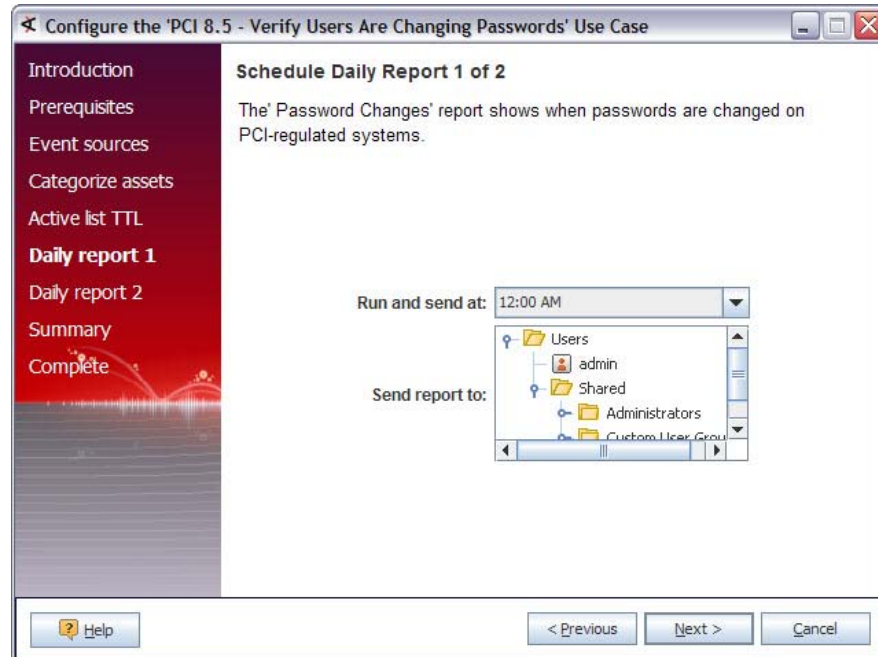 Configure the 'PCI 8.5 - Verify Users Are Changing Passwords' Use Case
Introduction
Prerequisites
Event sources
Categorize assets
Active list TTL
Daily report 1
Daily report 2
Summary
Complete
Schedule Daily Report 1 of 2
The' Password Changes' report shows when passwords are changed on
PCI-regulated systems.
Run and send at: 12:00 AM
Send report to:
Users
admin
Shared
Administrators
Custom User Grou
Help
< Previous
Next >
Cancel